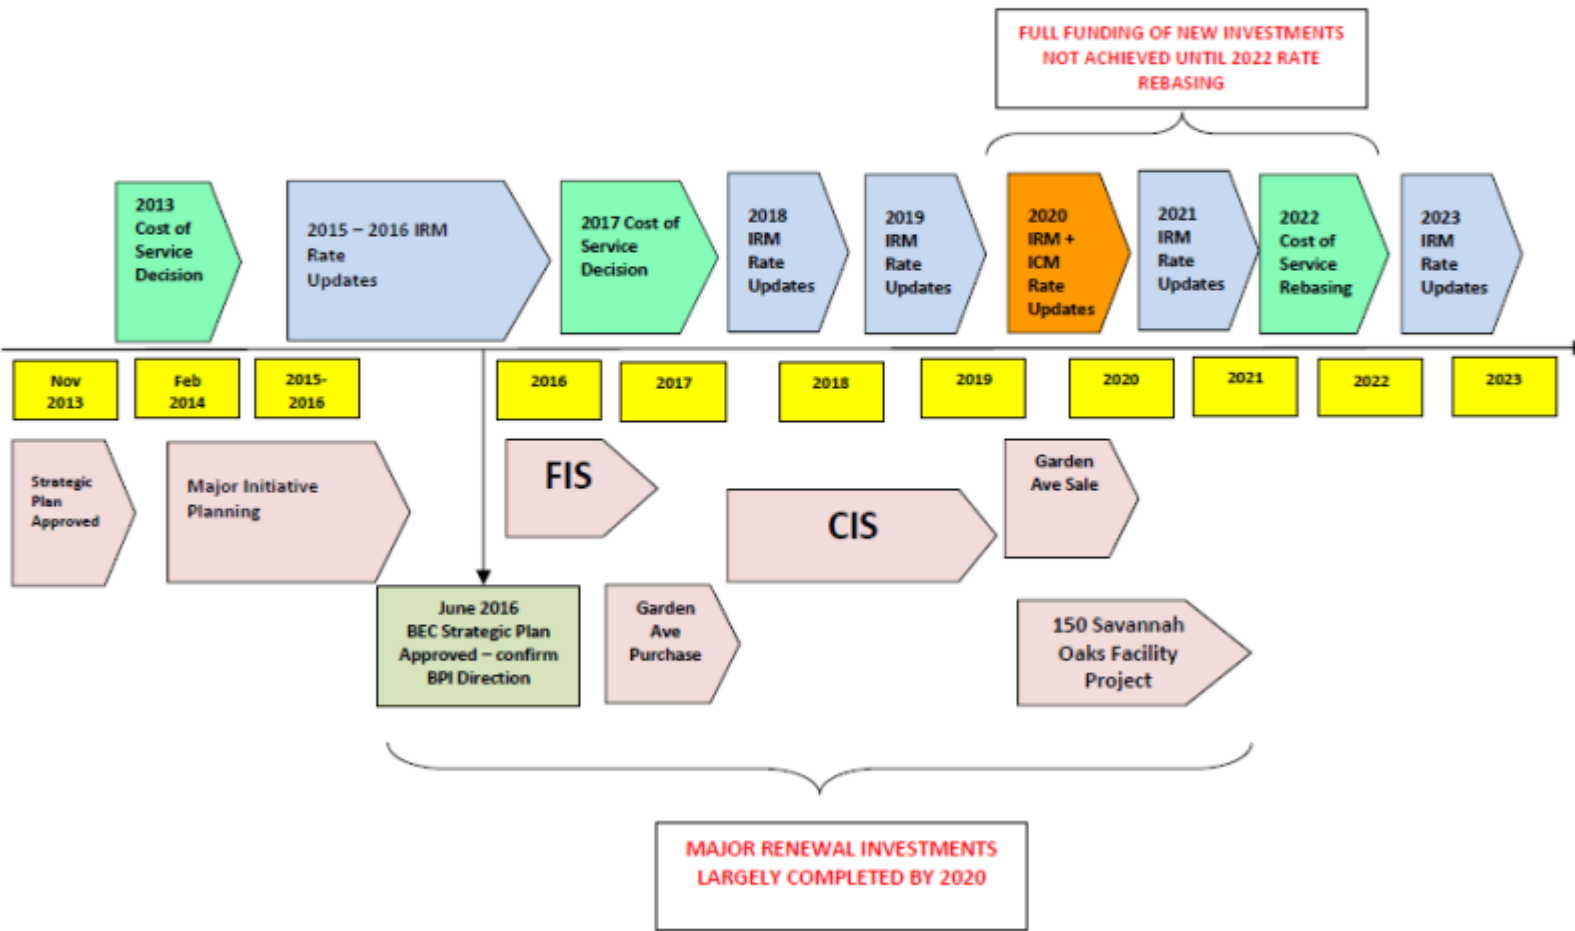 FULL FUNDING OF NEW INVESTMENTS
NOT ACHIEVED UNTIL 2022 RATE
REBASING
2013
Cost of
Service
Decision
2015 – 2016 IRM
Rate
Updates
2017 Cost of
Service
Decision
2018
IRM
Rate
Updates
2019
IRM
Rate
Updates
2020
IRM +
ICM
Rate
Updates
2021
IRM
Rate
Updates
2022
Cost of
Service
Rebasing
2023
IRM
Rate
Updates
Nov
2013
Feb
2014
2015-
2016
2016
2017
2018
2019
2020
2021
2022
2023
Strategic
Plan
Approved
Major Initiative
Planning
FIS
CIS
Garden
Ave Sale
June 2016
BEC Strategic Plan
Approved – confirm
BPI Direction
Garden
Ave
Purchase
150 Savannah
Oaks Facility
Project
MAJOR RENEWAL INVESTMENTS
LARGELY COMPLETED BY 2020